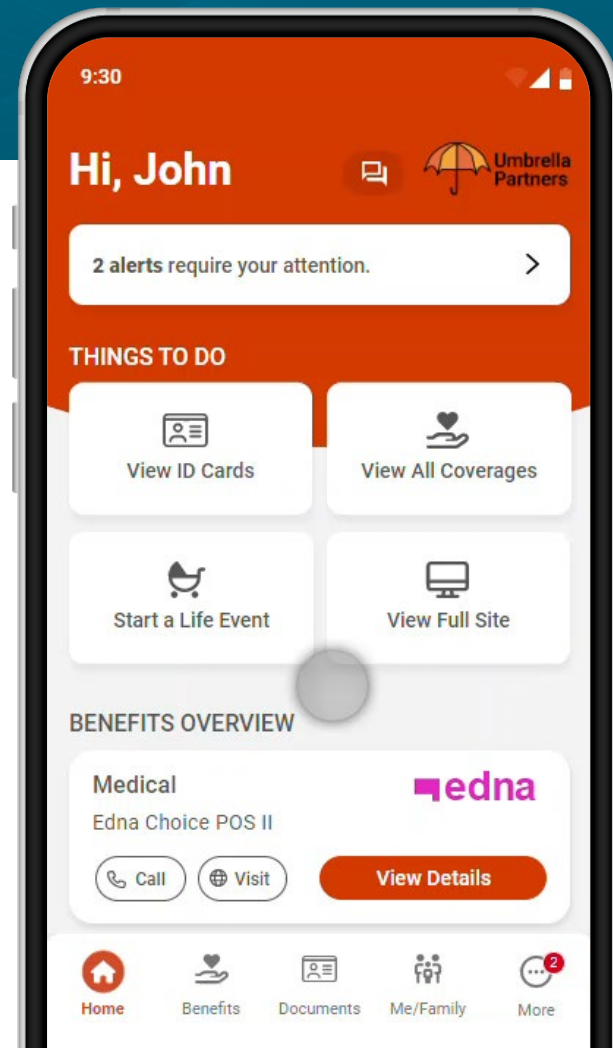 9:30
Hi, John
Umbrella
Partners
2 alerts require your attention.
THINGS TO DO
View ID Cards
View All Coverages
Start a Life Event
View Full Site
BENEFITS OVERVIEW
Medical
edna
Edna Choice POS II
Call
Visit
View Details
2
Home
Benefits
Documents
Me/Family
More